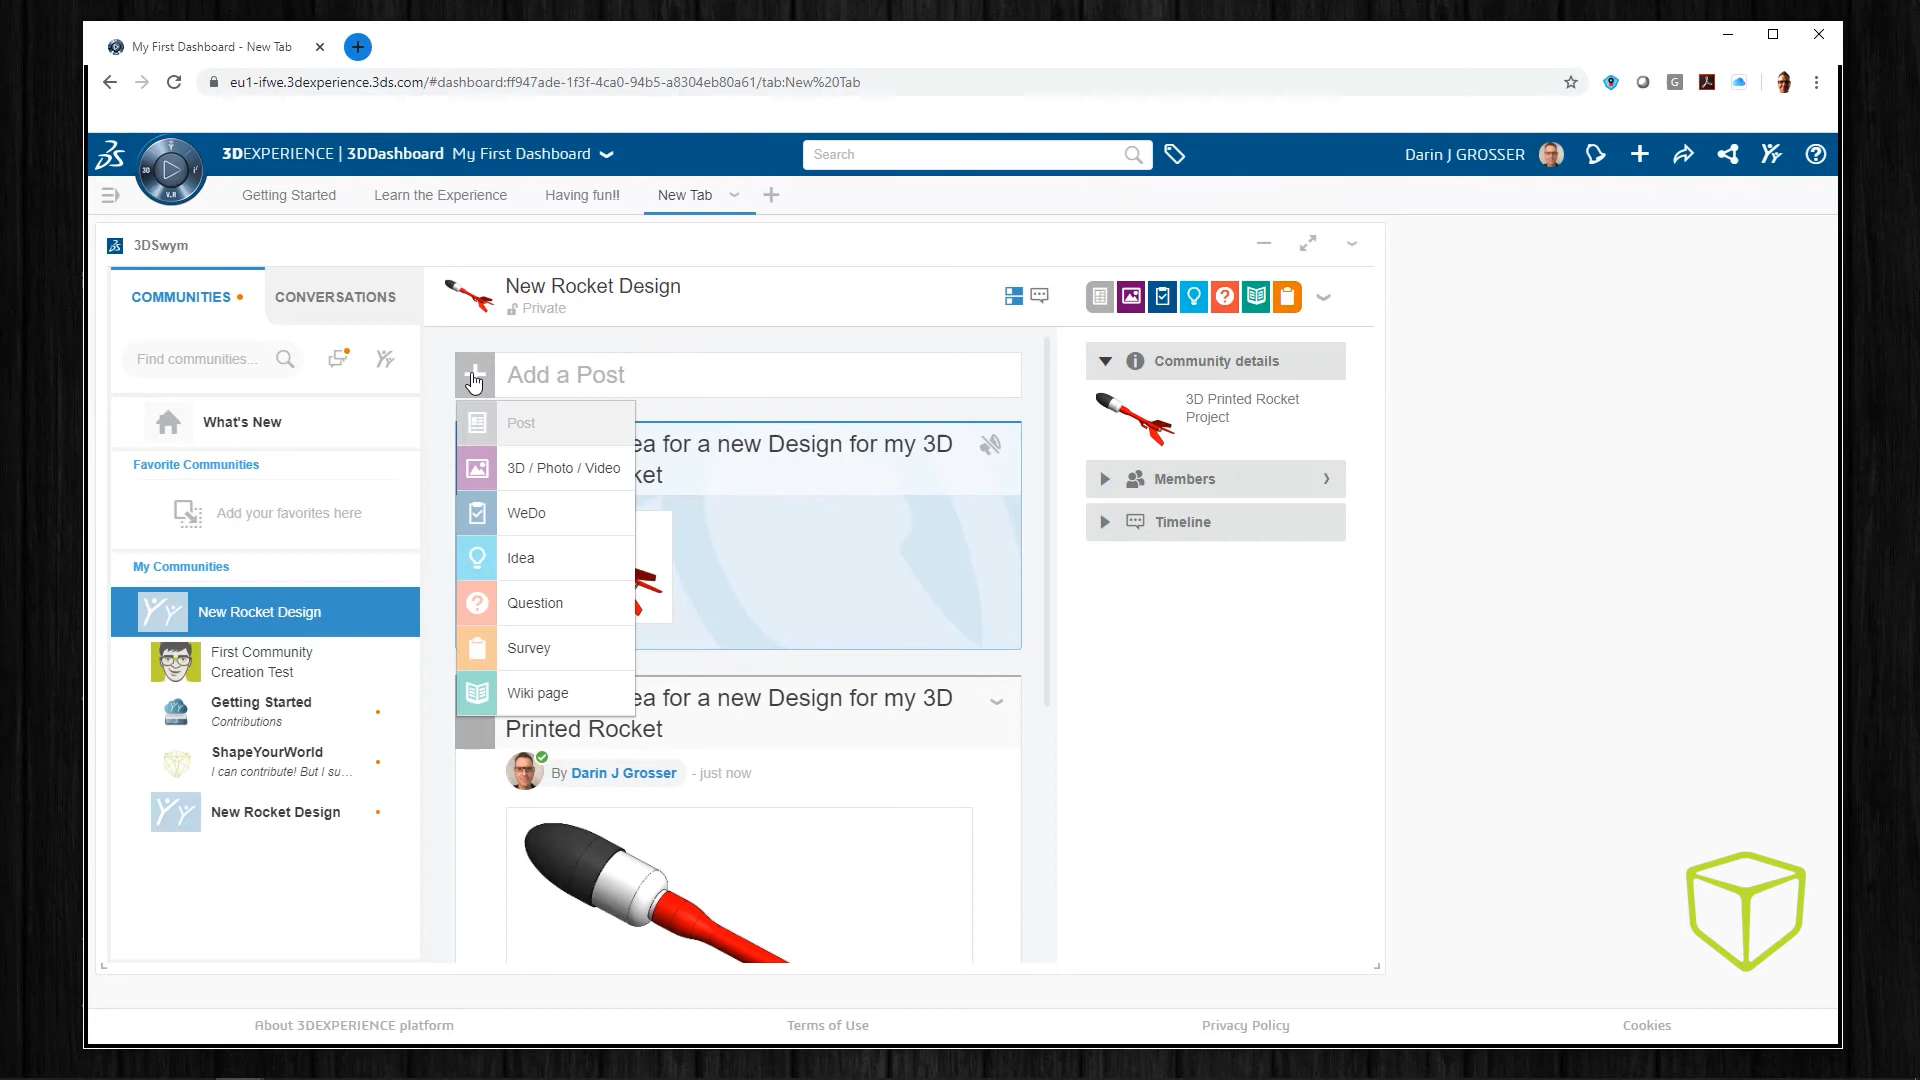 My First Dashboard - New Tab
eu1-ifwe.3dexperience.3ds.com/#dashboard:ff947ade-1f3f-4ca0-94b5-a8304eb80a61/tab:New%20Tab
3DEXPERIENCE | 3DDashboard My First Dashboard
Search
Darin J GROSSER
3D
V.R
Getting Started
Learn the Experience
Having fun!!
New Tab
3DSwym
COMMUNITIES
CONVERSATIONS
Find communities...
What's New
Favorite Communities
Add your favorites here
My Communities
New Rocket Design
First Community
Creation Test
Getting Started
Contributions
ShapeYourWorld
I can contribute! But I su...
New Rocket Design
New Rocket Design
Private
Add a Post
Post
3D / Photo / Video
WeDo
Idea
Question
Survey
Wiki page
ea for a new Design for my 3D
ket
ea for a new Design for my 3D
Printed Rocket
By Darin J Grosser - just now
Community details
3D Printed Rocket
Project
Members
Timeline
About 3DEXPERIENCE platform
Terms of Use
Privacy Policy
Cookies